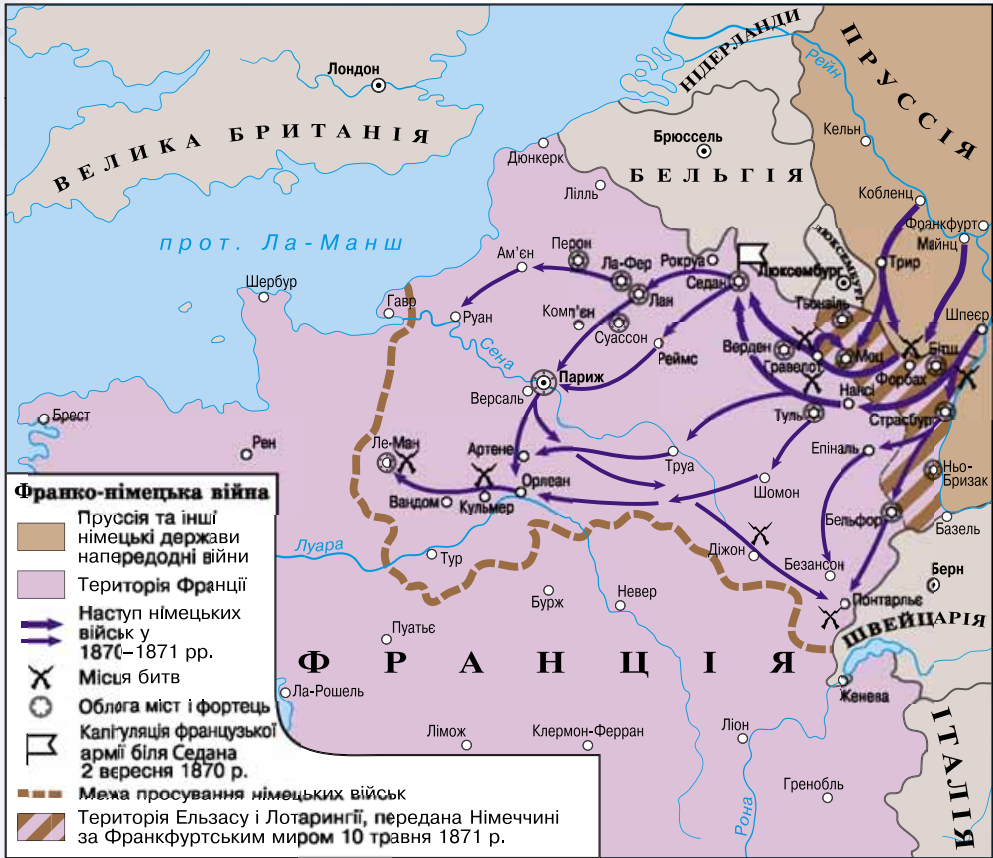 Лондон
ВЕЛИКА БРИТАНІЯ
НІДЕРЛАНДИ
ПРУССІЯ
Рейн
Кельн
Брюссель
БЕЛЬГІЯ
Дюнкерк
Лілль
Кобленц
Франкфурт
Майнц
прот. Ла-Манш
Перон
Ам'єн
Ла-Фер
Рокруа
Седан
Люксембург
ЛЮКСЕМБУРГ
Трир
Шербур
Гавр
Руан
Лан
Комп'єн
Суассон
Тьонвіль
Шпеєр
Сена
Реймс
Верден
Гравелот
Мец
Форбах
Біш
Париж
Версаль
Нансі
Туль
Страсбур
Брест
Рен
Ле-Ман
Артене
Труа
Епіналь
Шомон
Ньо-
Бризак
Орлеан
Вандом
Кульмер
Бельфор
Базель
Луара
Тур
Діжон
Безансон
Берн
Бурж
Невер
Понтарльє
ШВЕЙЦАРІЯ
Пуатьє
ФРАНЦІЯ
Женева
Ла-Рошель
Лімож
Клермон-Ферран
Ліон
ІТАЛІЯ
Гренобль
Рона
Франко-німецька війна
Пруссія та інші
німецькі держави
напередодні війни
Територія Франції
Наступ німецьких
військ у
1870–1871 рр.
Місця битв
Облога міст і фортець
Капітуляція французької
армії біля Седана
2 вересня 1870 р.
Межа просування німецьких військ
Територія Ельзасу і Лотарингії, передана Німеччині
за Франкфуртським миром 10 травня 1871 р.